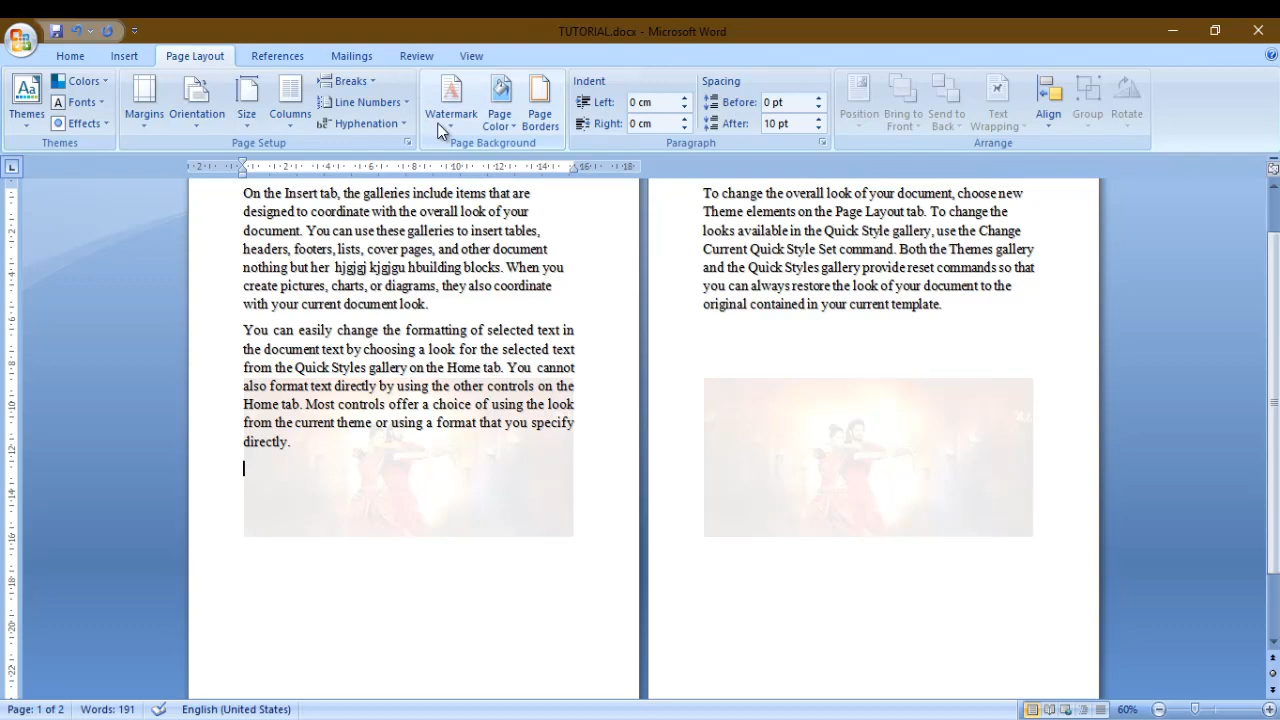 TUTORIAL.docx - Microsoft Word
Home Insert Page Layout References Mailings Review View
Aa Themes Colors Fonts Effects
Margins Orientation Size Columns Breaks Line Numbers Hyphenation
Watermark Page Color Page Borders
Indent Spacing
Left: 0 cm Before: 0 pt
Right: 0 cm After: 10 pt
Position Bring to Front Send to Back Text Wrapping Align Group Rotate
Themes Page Setup Page Background Paragraph Arrange
2 2 4 6 8 10 12 14 16 18
On the Insert tab, the galleries include items that are
designed to coordinate with the overall look of your
document. You can use these galleries to insert tables,
headers, footers, lists, cover pages, and other document
nothing but her hjgjgj kjgjgu hbuilding blocks. When you
create pictures, charts, or diagrams, they also coordinate
with your current document look.
You can easily change the formatting of selected text in
the document text by choosing a look for the selected text
from the Quick Styles gallery on the Home tab. You cannot
also format text directly by using the other controls on the
Home tab. Most controls offer a choice of using the look
from the current theme or using a format that you specify
directly.
To change the overall look of your document, choose new
Theme elements on the Page Layout tab. To change the
looks available in the Quick Style gallery, use the Change
Current Quick Style Set command. Both the Themes gallery
and the Quick Styles gallery provide reset commands so that
you can always restore the look of your document to the
original contained in your current template.
Page: 1 of 2 Words: 191 English (United States) 60%